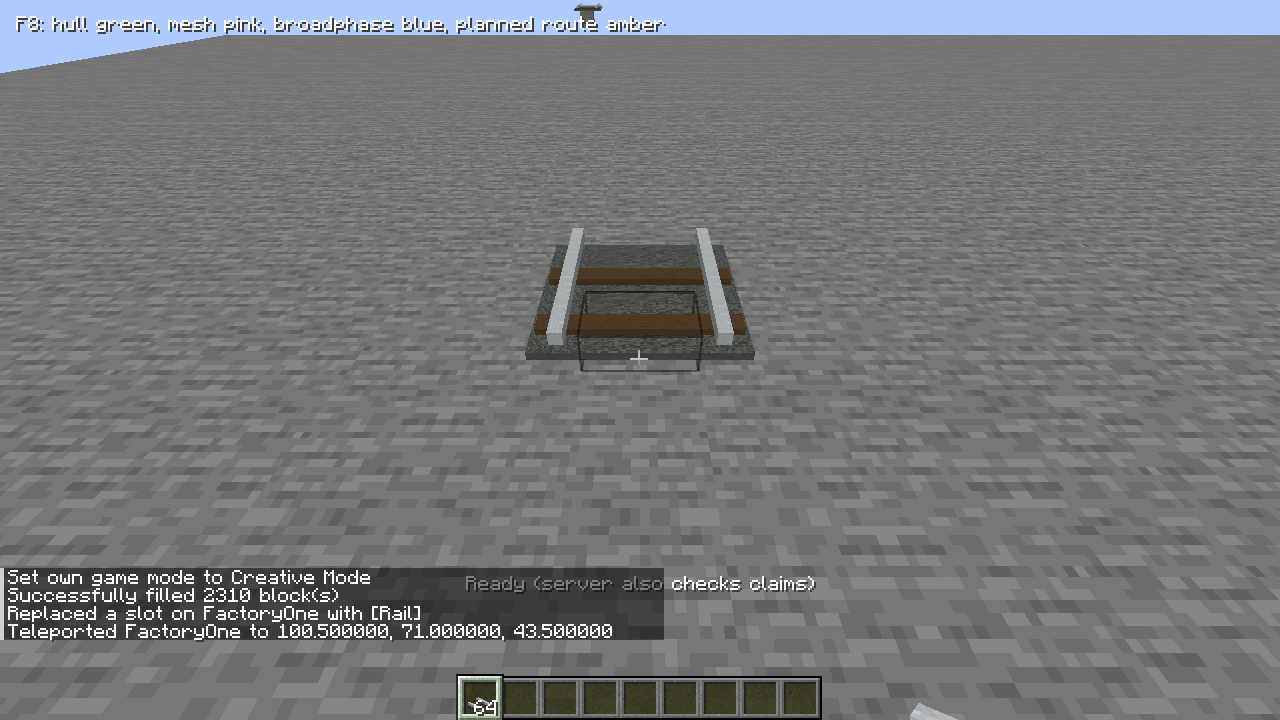 F8: hull green, mesh pink, broadphase blue, planned route amber
Set own game mode to Creative Mode
Ready (server also checks claims)
Successfully filled 2310 block(s)
Replaced a slot on FactoryOne with [Rail]
Teleported FactoryOne to 100.500000, 71.000000, 43.500000
64